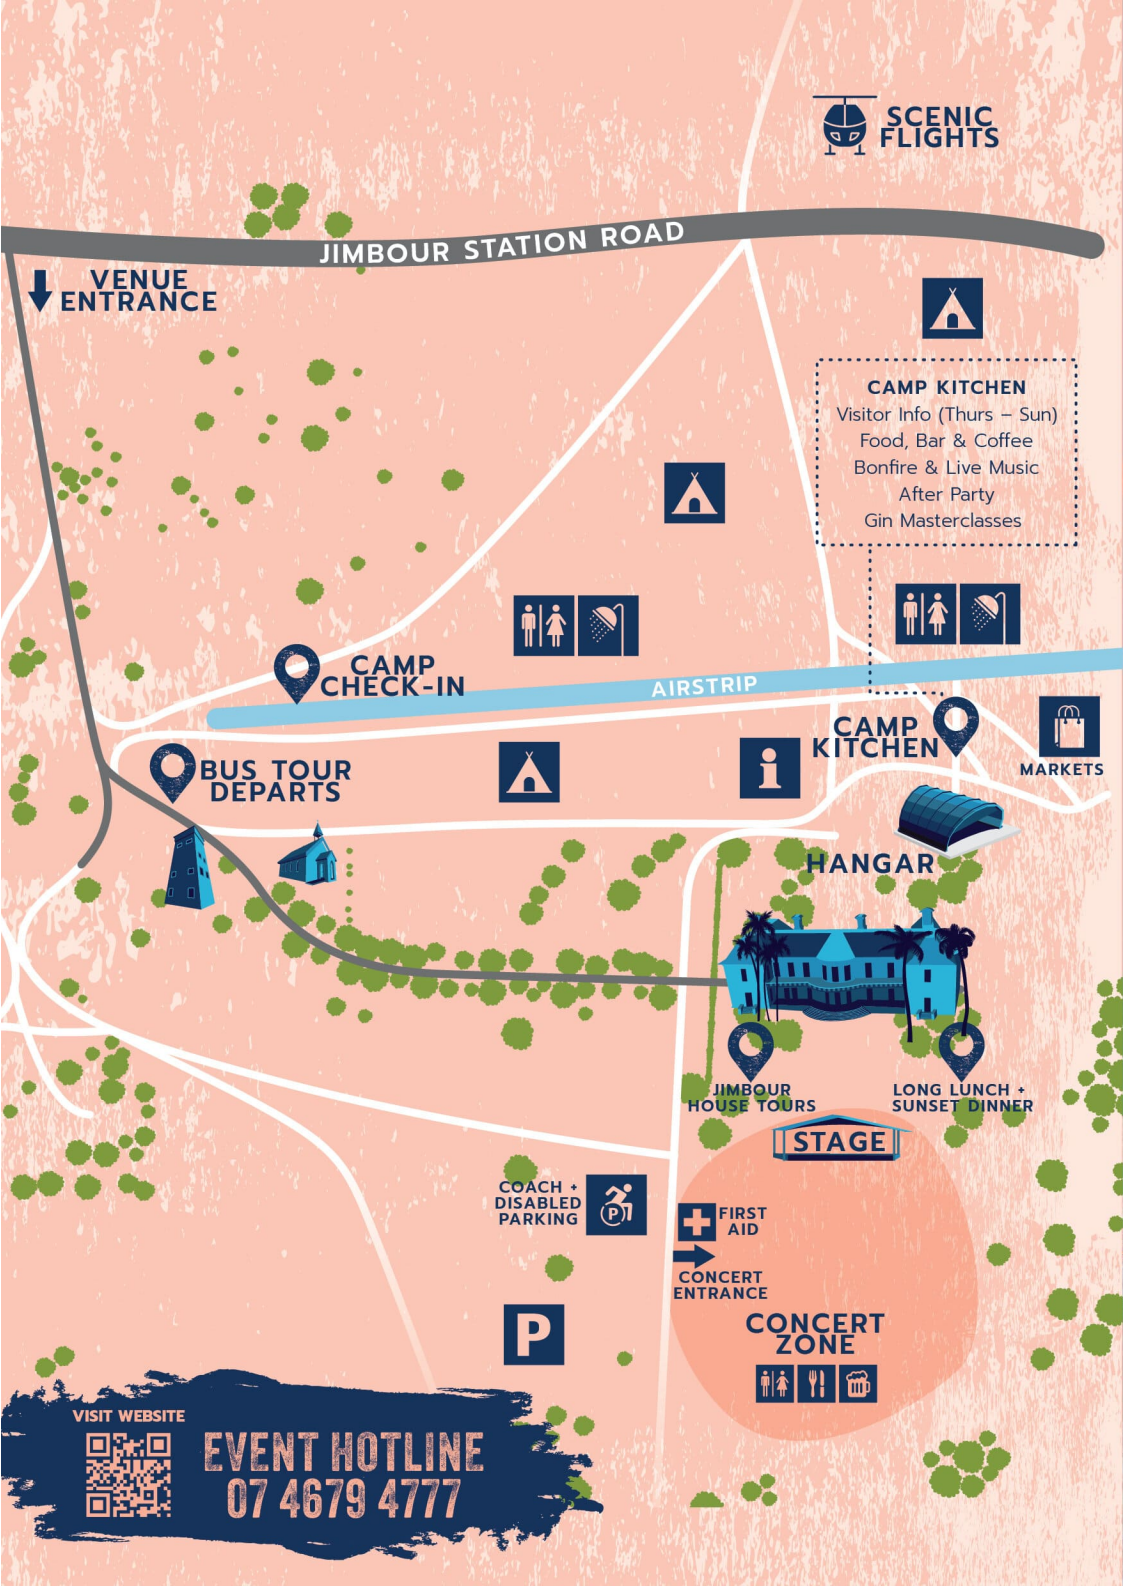 SCENIC
FLIGHTS
JIMBOUR STATION ROAD
VENUE
ENTRANCE
CAMP KITCHEN
Visitor Info (Thurs – Sun)
Food, Bar & Coffee
Bonfire & Live Music
After Party
Gin Masterclasses
CAMP
CHECK-IN
AIRSTRIP
CAMP
KITCHEN
MARKETS
BUS TOUR
DEPARTS
i
HANGAR
JIMBOUR
HOUSE TOURS
LONG LUNCH +
SUNSET DINNER
STAGE
COACH +
DISABLED
PARKING
P
FIRST
AID
CONCERT
ENTRANCE
P
CONCERT
ZONE
VISIT WEBSITE
EVENT HOTLINE
07 4679 4777